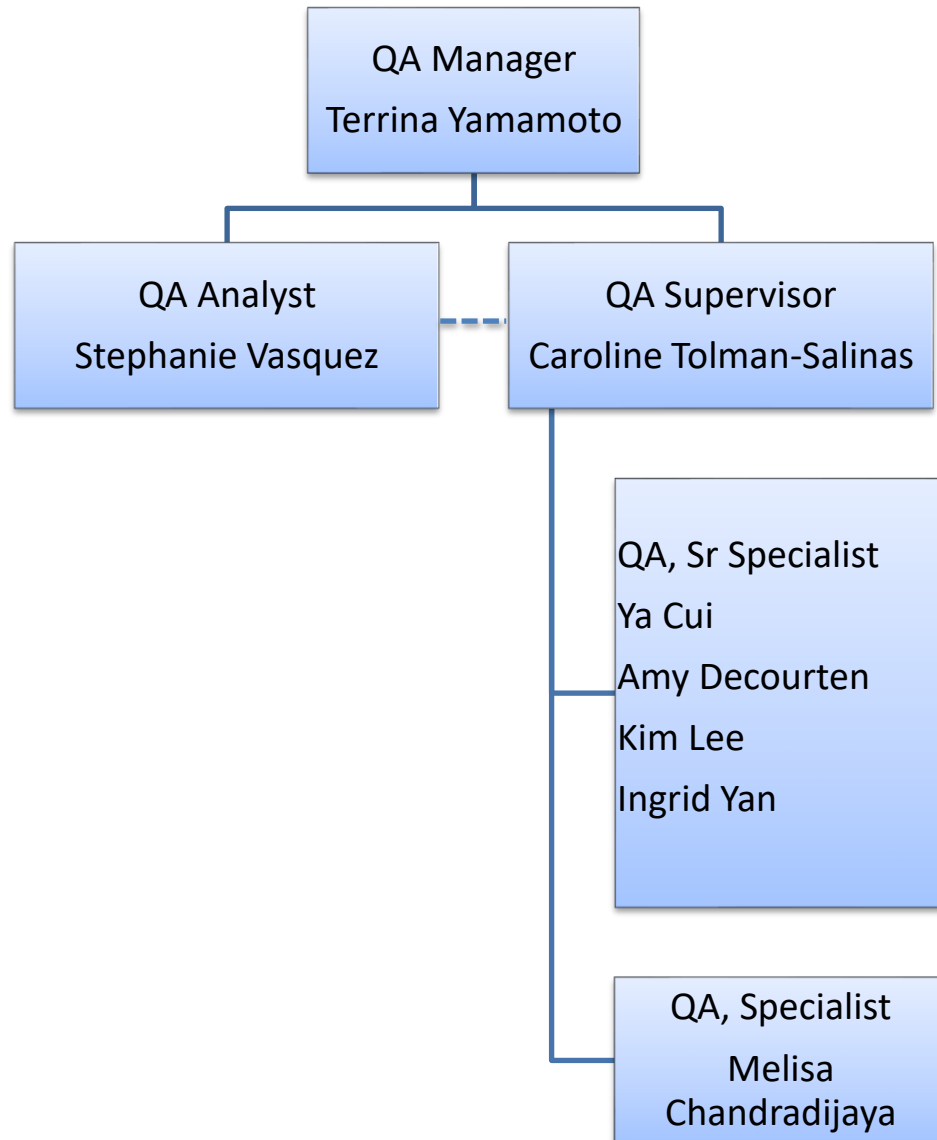 QA Manager
Terrina Yamamoto
QA Analyst
Stephanie Vasquez
QA Supervisor
Caroline Tolman-Salinas
QA, Sr Specialist
Ya Cui
Amy Decourten
Kim Lee
Ingrid Yan
QA, Specialist
Melisa
Chandradijaya